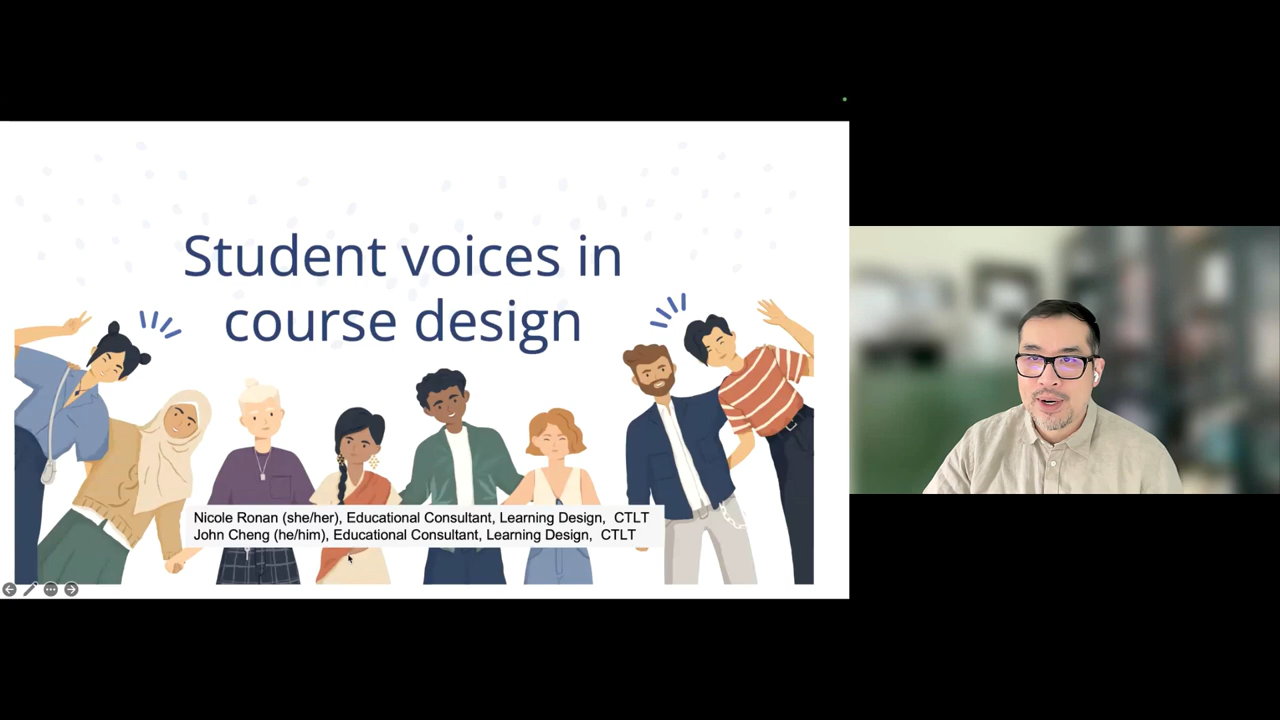 Student voices in
course design
Nicole Ronan (she/her), Educational Consultant, Learning Design, CTLT
John Cheng (he/him), Educational Consultant, Learning Design, CTLT